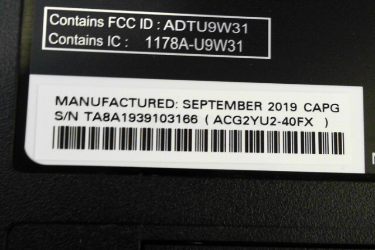 Contains FCC ID : ADTU9W31
Contains IC : 1178A-U9W31
MANUFACTURED: SEPTEMBER 2019 CAPG
S/N TA8A1939103166 ( ACG2YU2-40FX )